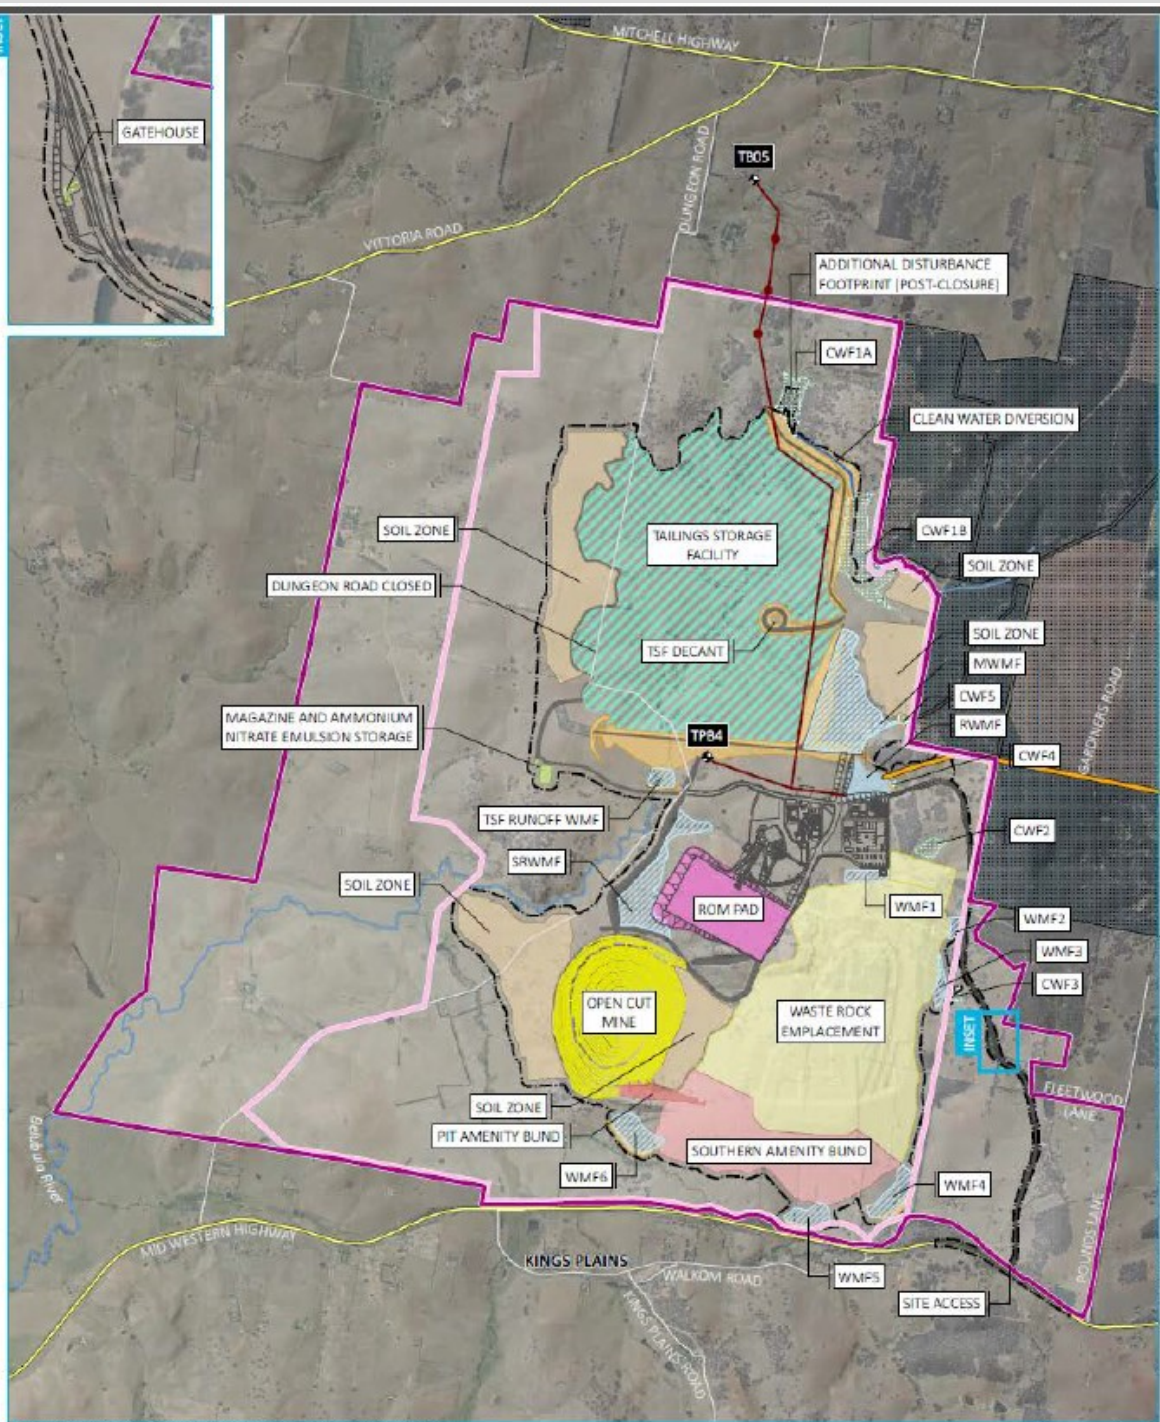 INSET
GATEHOUSE
MITCHELL HIGHWAY
DUNGEON ROAD
TB05
VITTORIA ROAD
ADDITIONAL DISTURBANCE
FOOTPRINT (POST-CLOSURE)
CWF1A
CLEAN WATER DIVERSION
SOIL ZONE
TAILINGS STORAGE
FACILITY
CWF1B
SOIL ZONE
DUNGEON ROAD CLOSED
SOIL ZONE
TSF DECANT
MWMF
CWF5
RWMF
GARDNERS ROAD
MAGAZINE AND AMMONIUM
NITRATE EMULSION STORAGE
TPB4
CWF4
TSF RUNOFF WMF
CWF2
SRWMF
SOIL ZONE
ROM PAD
WMF1
WMF2
WMF3
CWF3
OPEN CUT
MINE
WASTE ROCK
EMPLACEMENT
INSET
FLEETWOOD
LANE
SOIL ZONE
PIT AMENITY BUND
SOUTHERN AMENITY BUND
Belubula River
WMF6
WMF4
MID WESTERN HIGHWAY
KINGS PLAINS
WALKOM ROAD
WMF5
POUNDS LANE
SITE ACCESS
KINGS PLAINS ROAD